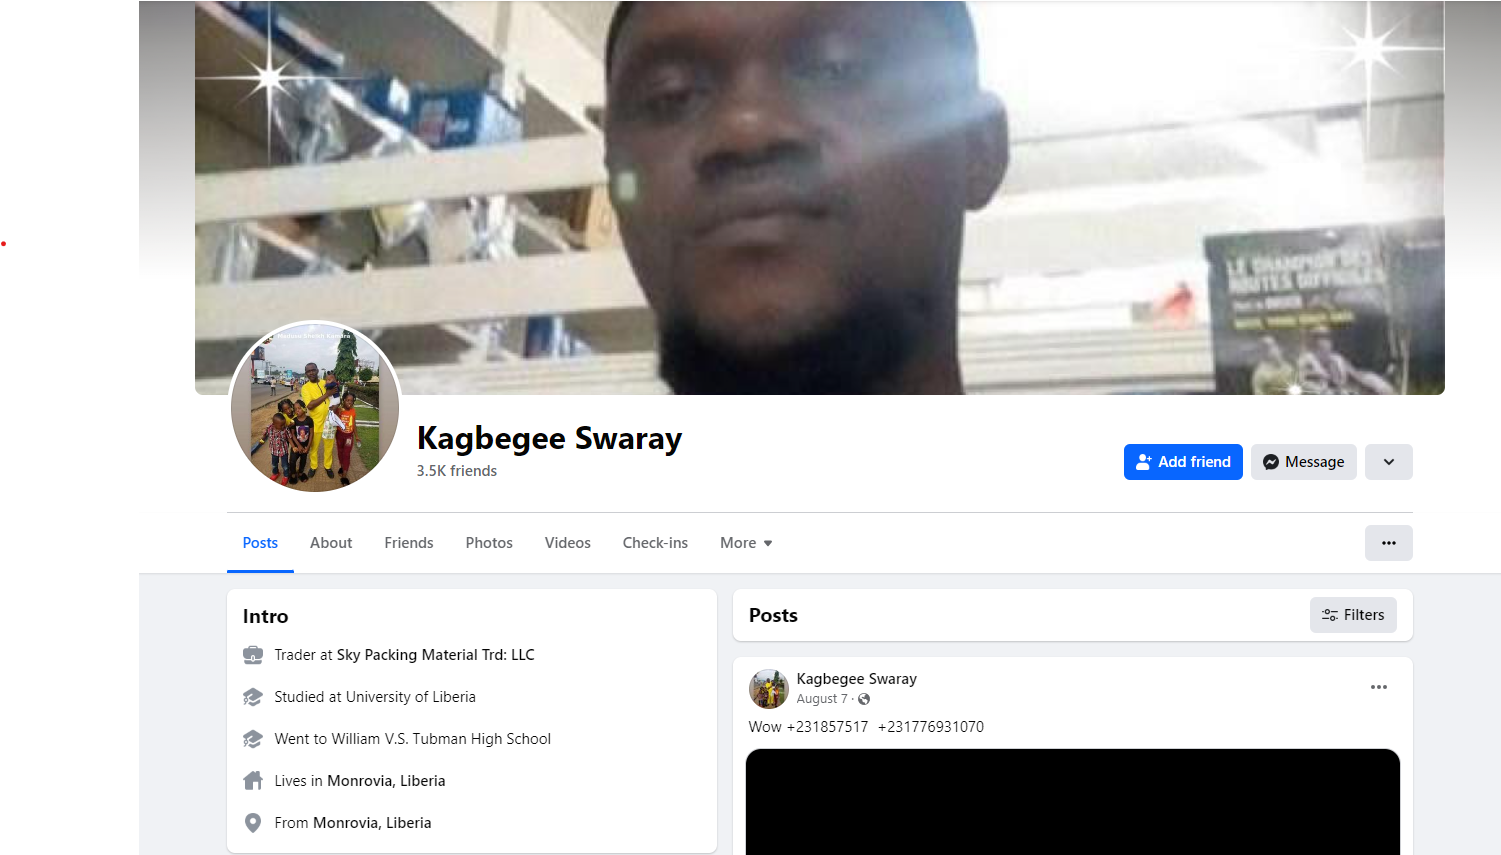 LE CHAMPION DES
ROUTES DIFFICILES
Kagbegee Swaray
3.5K friends
Add friend
Message
Posts
About
Friends
Photos
Videos
Check-ins
More
Intro
Trader at Sky Packing Material Trd: LLC
Studied at University of Liberia
Went to William V.S. Tubman High School
Lives in Monrovia, Liberia
From Monrovia, Liberia
Posts
Filters
Kagbegee Swaray
August 7 ·
Wow +231857517  +231776931070